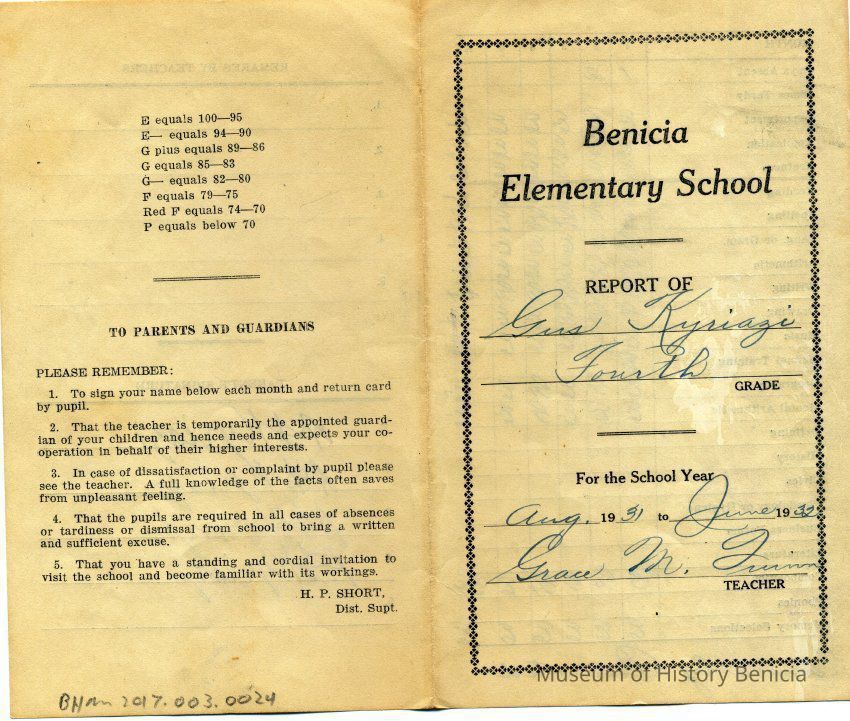 E equals 100—95
E— equals 94—90
G plus equals 89—86
G equals 85—83
G— equals 82—80
F equals 79—75
Red F equals 74—70
P equals below 70
TO PARENTS AND GUARDIANS
PLEASE REMEMBER:
1. To sign your name below each month and return card
by pupil.
2. That the teacher is temporarily the appointed guard-
ian of your children and hence needs and expects your co-
operation in behalf of their higher interests.
3. In case of dissatisfaction or complaint by pupil please
see the teacher. A full knowledge of the facts often saves
from unpleasant feeling.
4. That the pupils are required in all cases of absences
or tardiness or dismissal from school to bring a written
and sufficient excuse.
5. That you have a standing and cordial invitation to
visit the school and become familiar with its workings.
H. P. SHORT,
Dist. Supt.
BHM 2017.003.0024
Benicia
Elementary School
REPORT OF
Gus Kyriazi
Fourth
GRADE
For the School Year
Aug. 1931 to June 1932
Grace M.
TEACHER
Museum of History Benicia